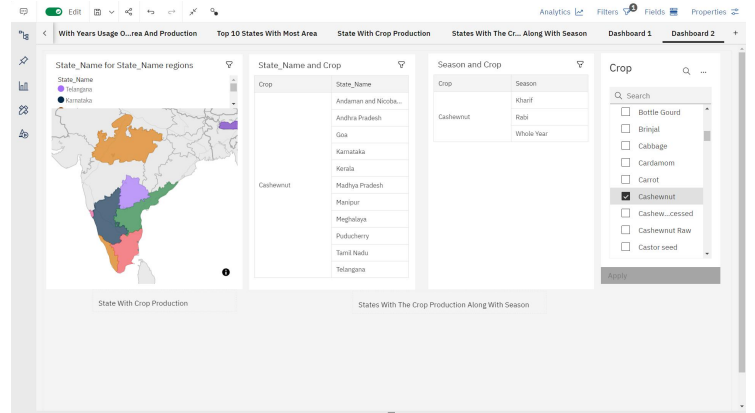 Edit
Analytics
Filters
1
Fields
Properties
With Years Usage O...rea And Production
Top 10 States With Most Area
State With Crop Production
States With The C... Along With Season
Dashboard 1
Dashboard 2
State_Name for State_Name regions
State_Name
Telangana
Karnataka
State With Crop Production
State_Name and Crop
Crop
State_Name
Cashewnut
Andaman and Nicoba...
Andhra Pradesh
Goa
Karnataka
Kerala
Madhya Pradesh
Manipur
Meghalaya
Puducherry
Tamil Nadu
Telangana
Season and Crop
Crop
Season
Cashewnut
Kharif
Rabi
Whole Year
States With The Crop Production Along With Season
Crop
Search
Bottle Gourd
Brinjal
Cabbage
Cardamom
Carrot
Cashewnut
Cashew...cessed
Cashewnut Raw
Castor seed
Apply